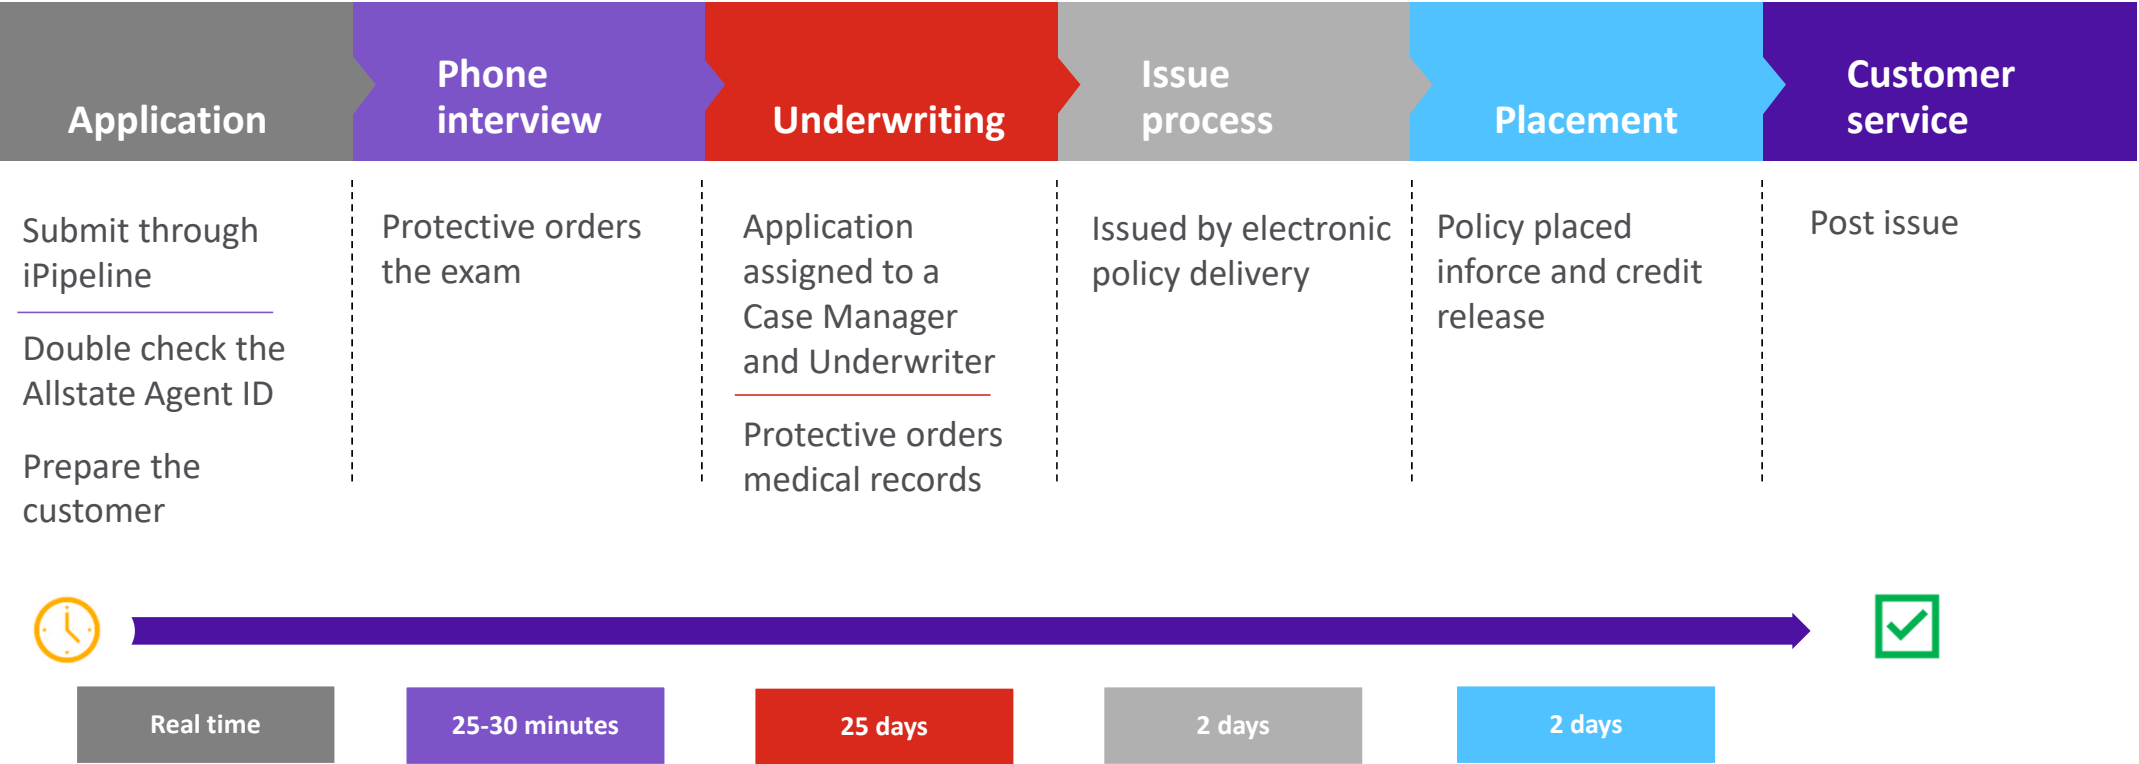 Application
Phone
interview
Underwriting
Issue
process
Placement
Customer
service
Submit through
iPipeline
Double check the
Allstate Agent ID
Prepare the
customer
Protective orders
the exam
Application
assigned to a
Case Manager
and Underwriter
Protective orders
medical records
Issued by electronic
policy delivery
Policy placed
inforce and credit
release
Post issue
Real time
25-30 minutes
25 days
2 days
2 days